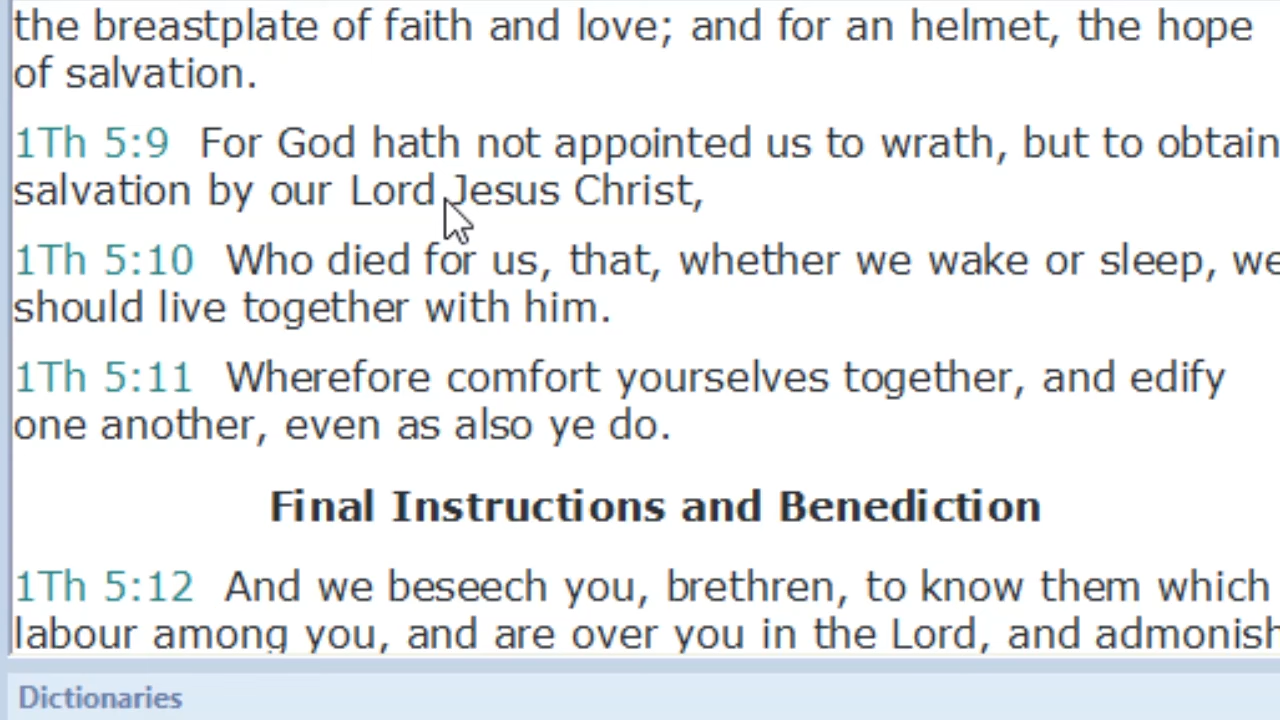 the breastplate of faith and love; and for an helmet, the hope
of salvation.
1Th 5:9 For God hath not appointed us to wrath, but to obtain
salvation by our Lord Jesus Christ,
1Th 5:10 Who died for us, that, whether we wake or sleep, we
should live together with him.
1Th 5:11 Wherefore comfort yourselves together, and edify
one another, even as also ye do.
Final Instructions and Benediction
1Th 5:12 And we beseech you, brethren, to know them which
labour among you, and are over you in the Lord, and admonish
Dictionaries